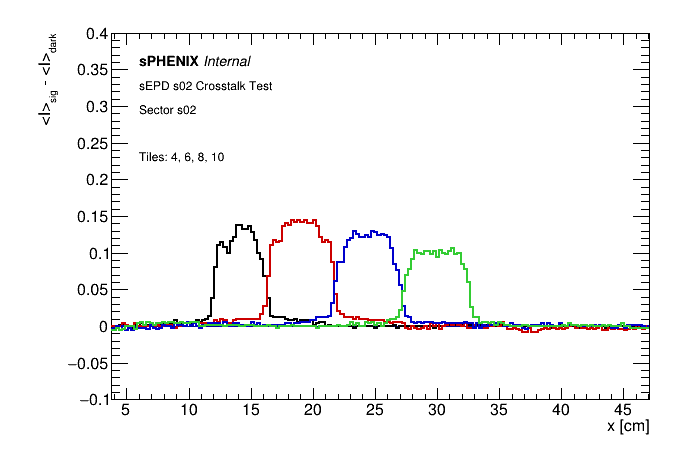 0.4
0.35
0.3
0.25
0.2
0.15
0.1
0.05
0
−0.05
−0.1
<I>sig - <I>dark
sPHENIX Internal
sEPD s02 Crosstalk Test
Sector s02
Tiles: 4, 6, 8, 10
5 10 15 20 25 30 35 40 45
x [cm]